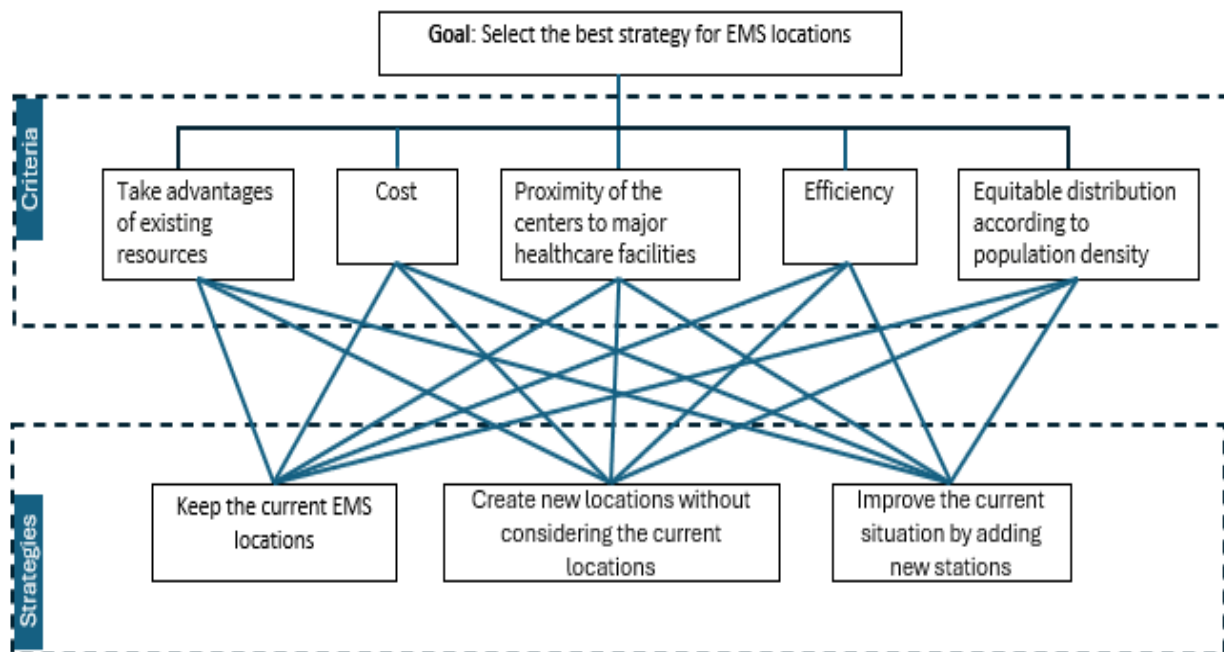 Goal: Select the best strategy for EMS locations
Criteria
Take advantages
of existing
resources
Cost
Proximity of the
centers to major
healthcare facilities
Efficiency
Equitable distribution
according to
population density
Strategies
Keep the current EMS
locations
Create new locations without
considering the current
locations
Improve the current
situation by adding
new stations